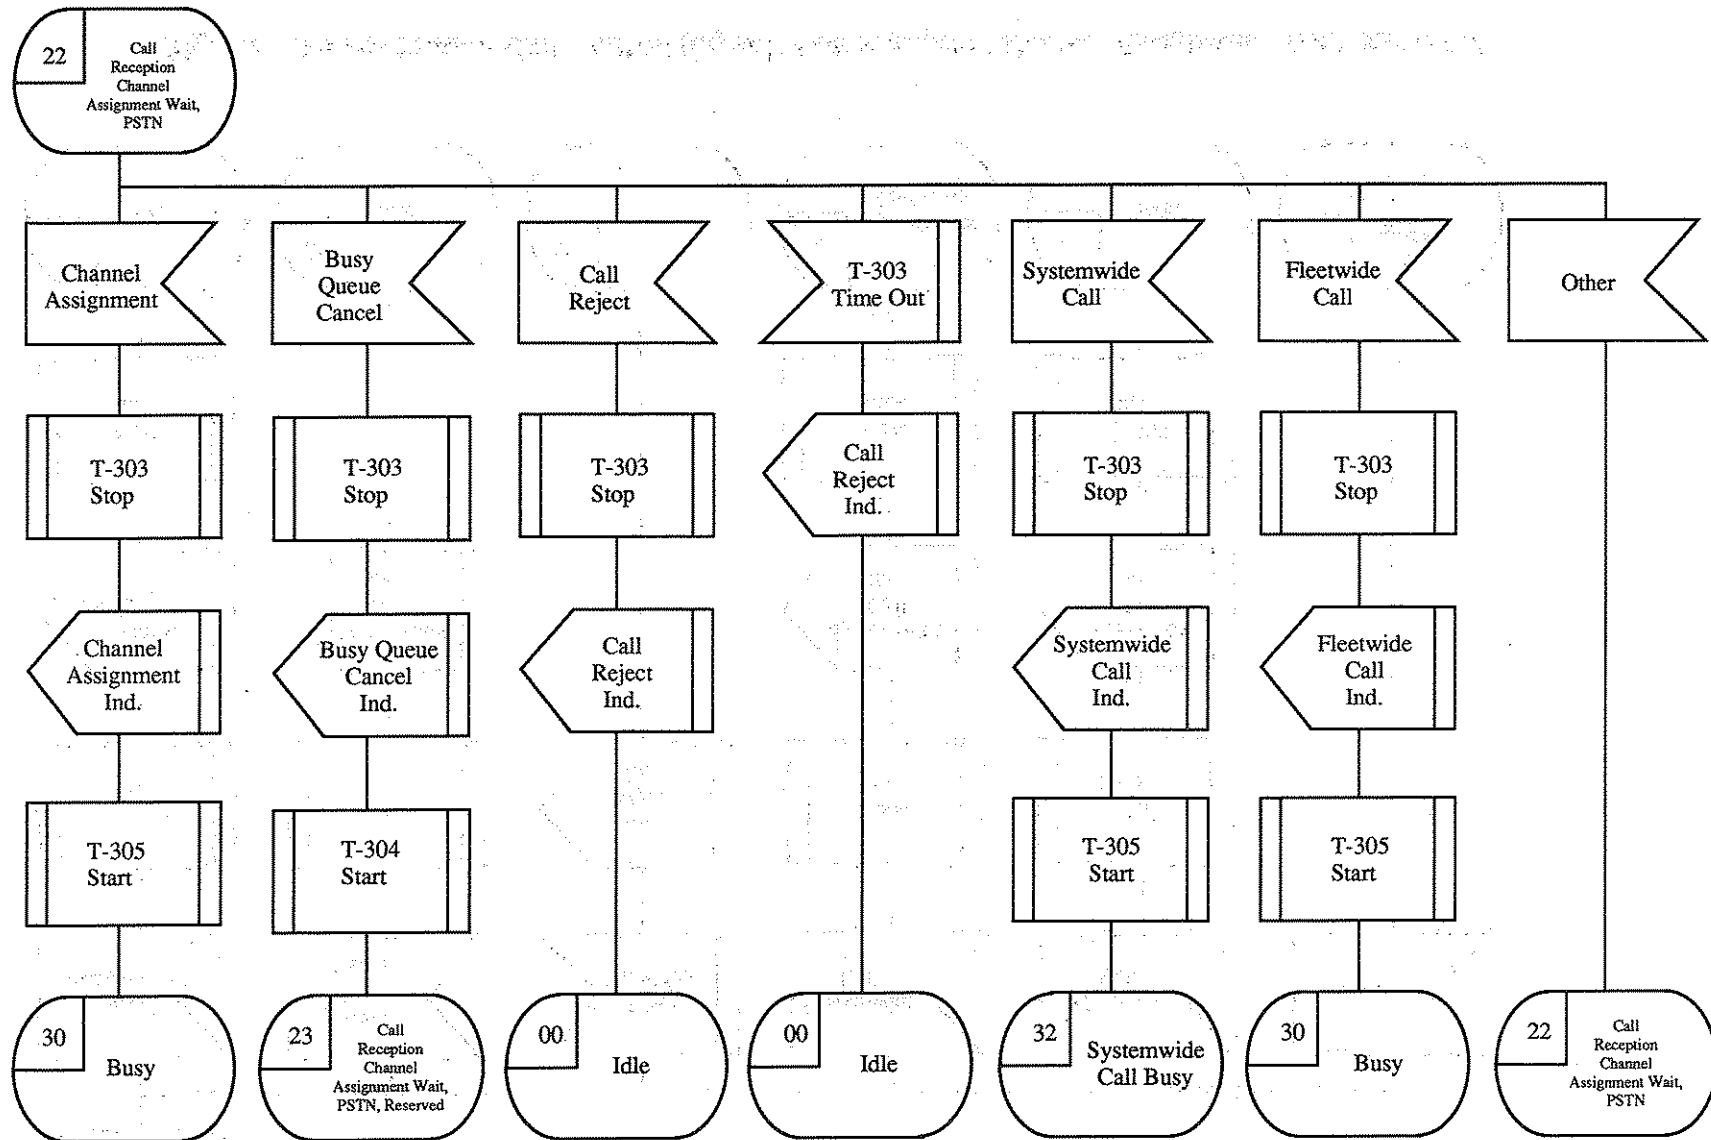 22
Call
Reception
Channel
Assignment Wait,
PSTN
Channel
Assignment
Busy
Queue
Cancel
Call
Reject
T-303
Time Out
Systemwide
Call
Fleetwide
Call
Other
T-303
Stop
T-303
Stop
T-303
Stop
Call
Reject
Ind.
T-303
Stop
T-303
Stop
Channel
Assignment
Ind.
Busy Queue
Cancel
Ind.
Call
Reject
Ind.
Systemwide
Call
Ind.
Fleetwide
Call
Ind.
T-305
Start
T-304
Start
T-305
Start
T-305
Start
30
Busy
23
Call
Reception
Channel
Assignment Wait,
PSTN, Reserved
00
Idle
00
Idle
32
Systemwide
Call Busy
30
Busy
22
Call
Reception
Channel
Assignment Wait,
PSTN